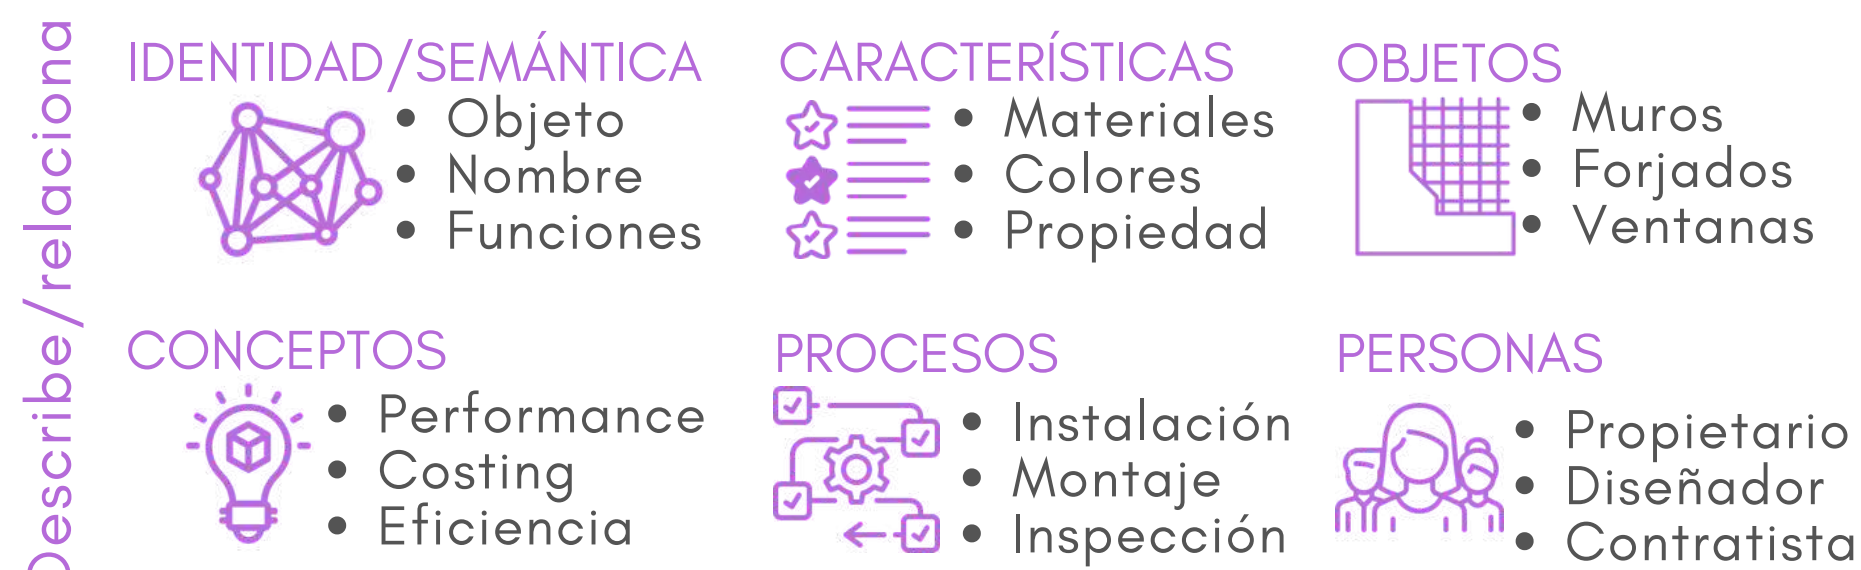 Describe/relaciona
IDENTIDAD/SEMÁNTICA
• Objeto
• Nombre
• Funciones
CARACTERÍSTICAS
• Materiales
• Colores
• Propiedad
OBJETOS
• Muros
• Forjados
• Ventanas
CONCEPTOS
• Performance
• Costing
• Eficiencia
PROCESOS
• Instalación
• Montaje
• Inspección
PERSONAS
• Propietario
• Diseñador
• Contratista